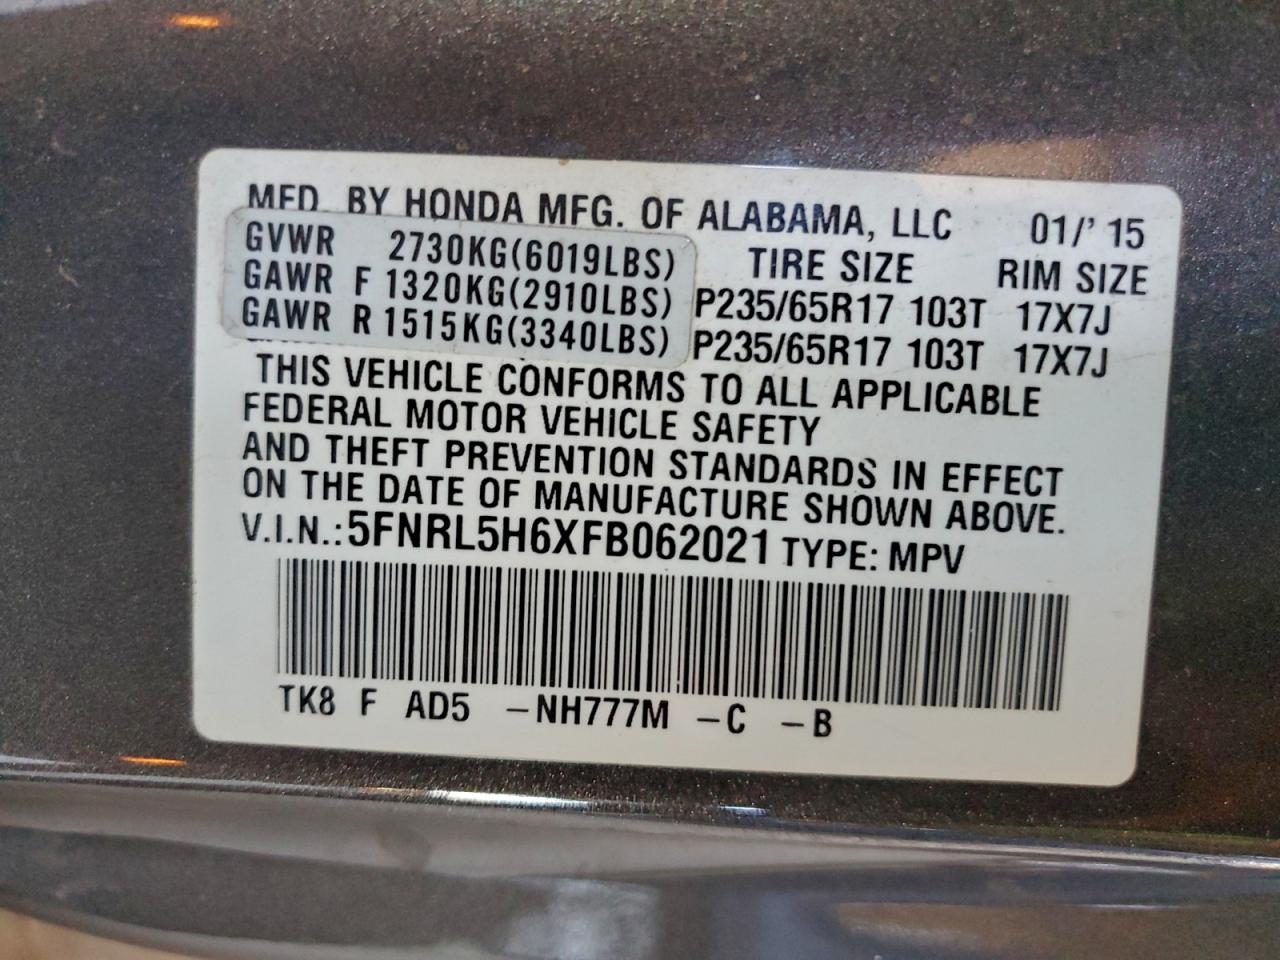 MFD. BY HONDA MFG. OF ALABAMA, LLC 01/' 15
GVWR 2730KG(6019LBS) TIRE SIZE RIM SIZE
GAWR F 1320KG(2910LBS) P235/65R17 103T 17X7J
GAWR R 1515KG(3340LBS) P235/65R17 103T 17X7J
THIS VEHICLE CONFORMS TO ALL APPLICABLE
FEDERAL MOTOR VEHICLE SAFETY
AND THEFT PREVENTION STANDARDS IN EFFECT
ON THE DATE OF MANUFACTURE SHOWN ABOVE.
V.I.N.: 5FNRL5H6XFB062021 TYPE: MPV
TK8 F AD5 -NH777M -C -B